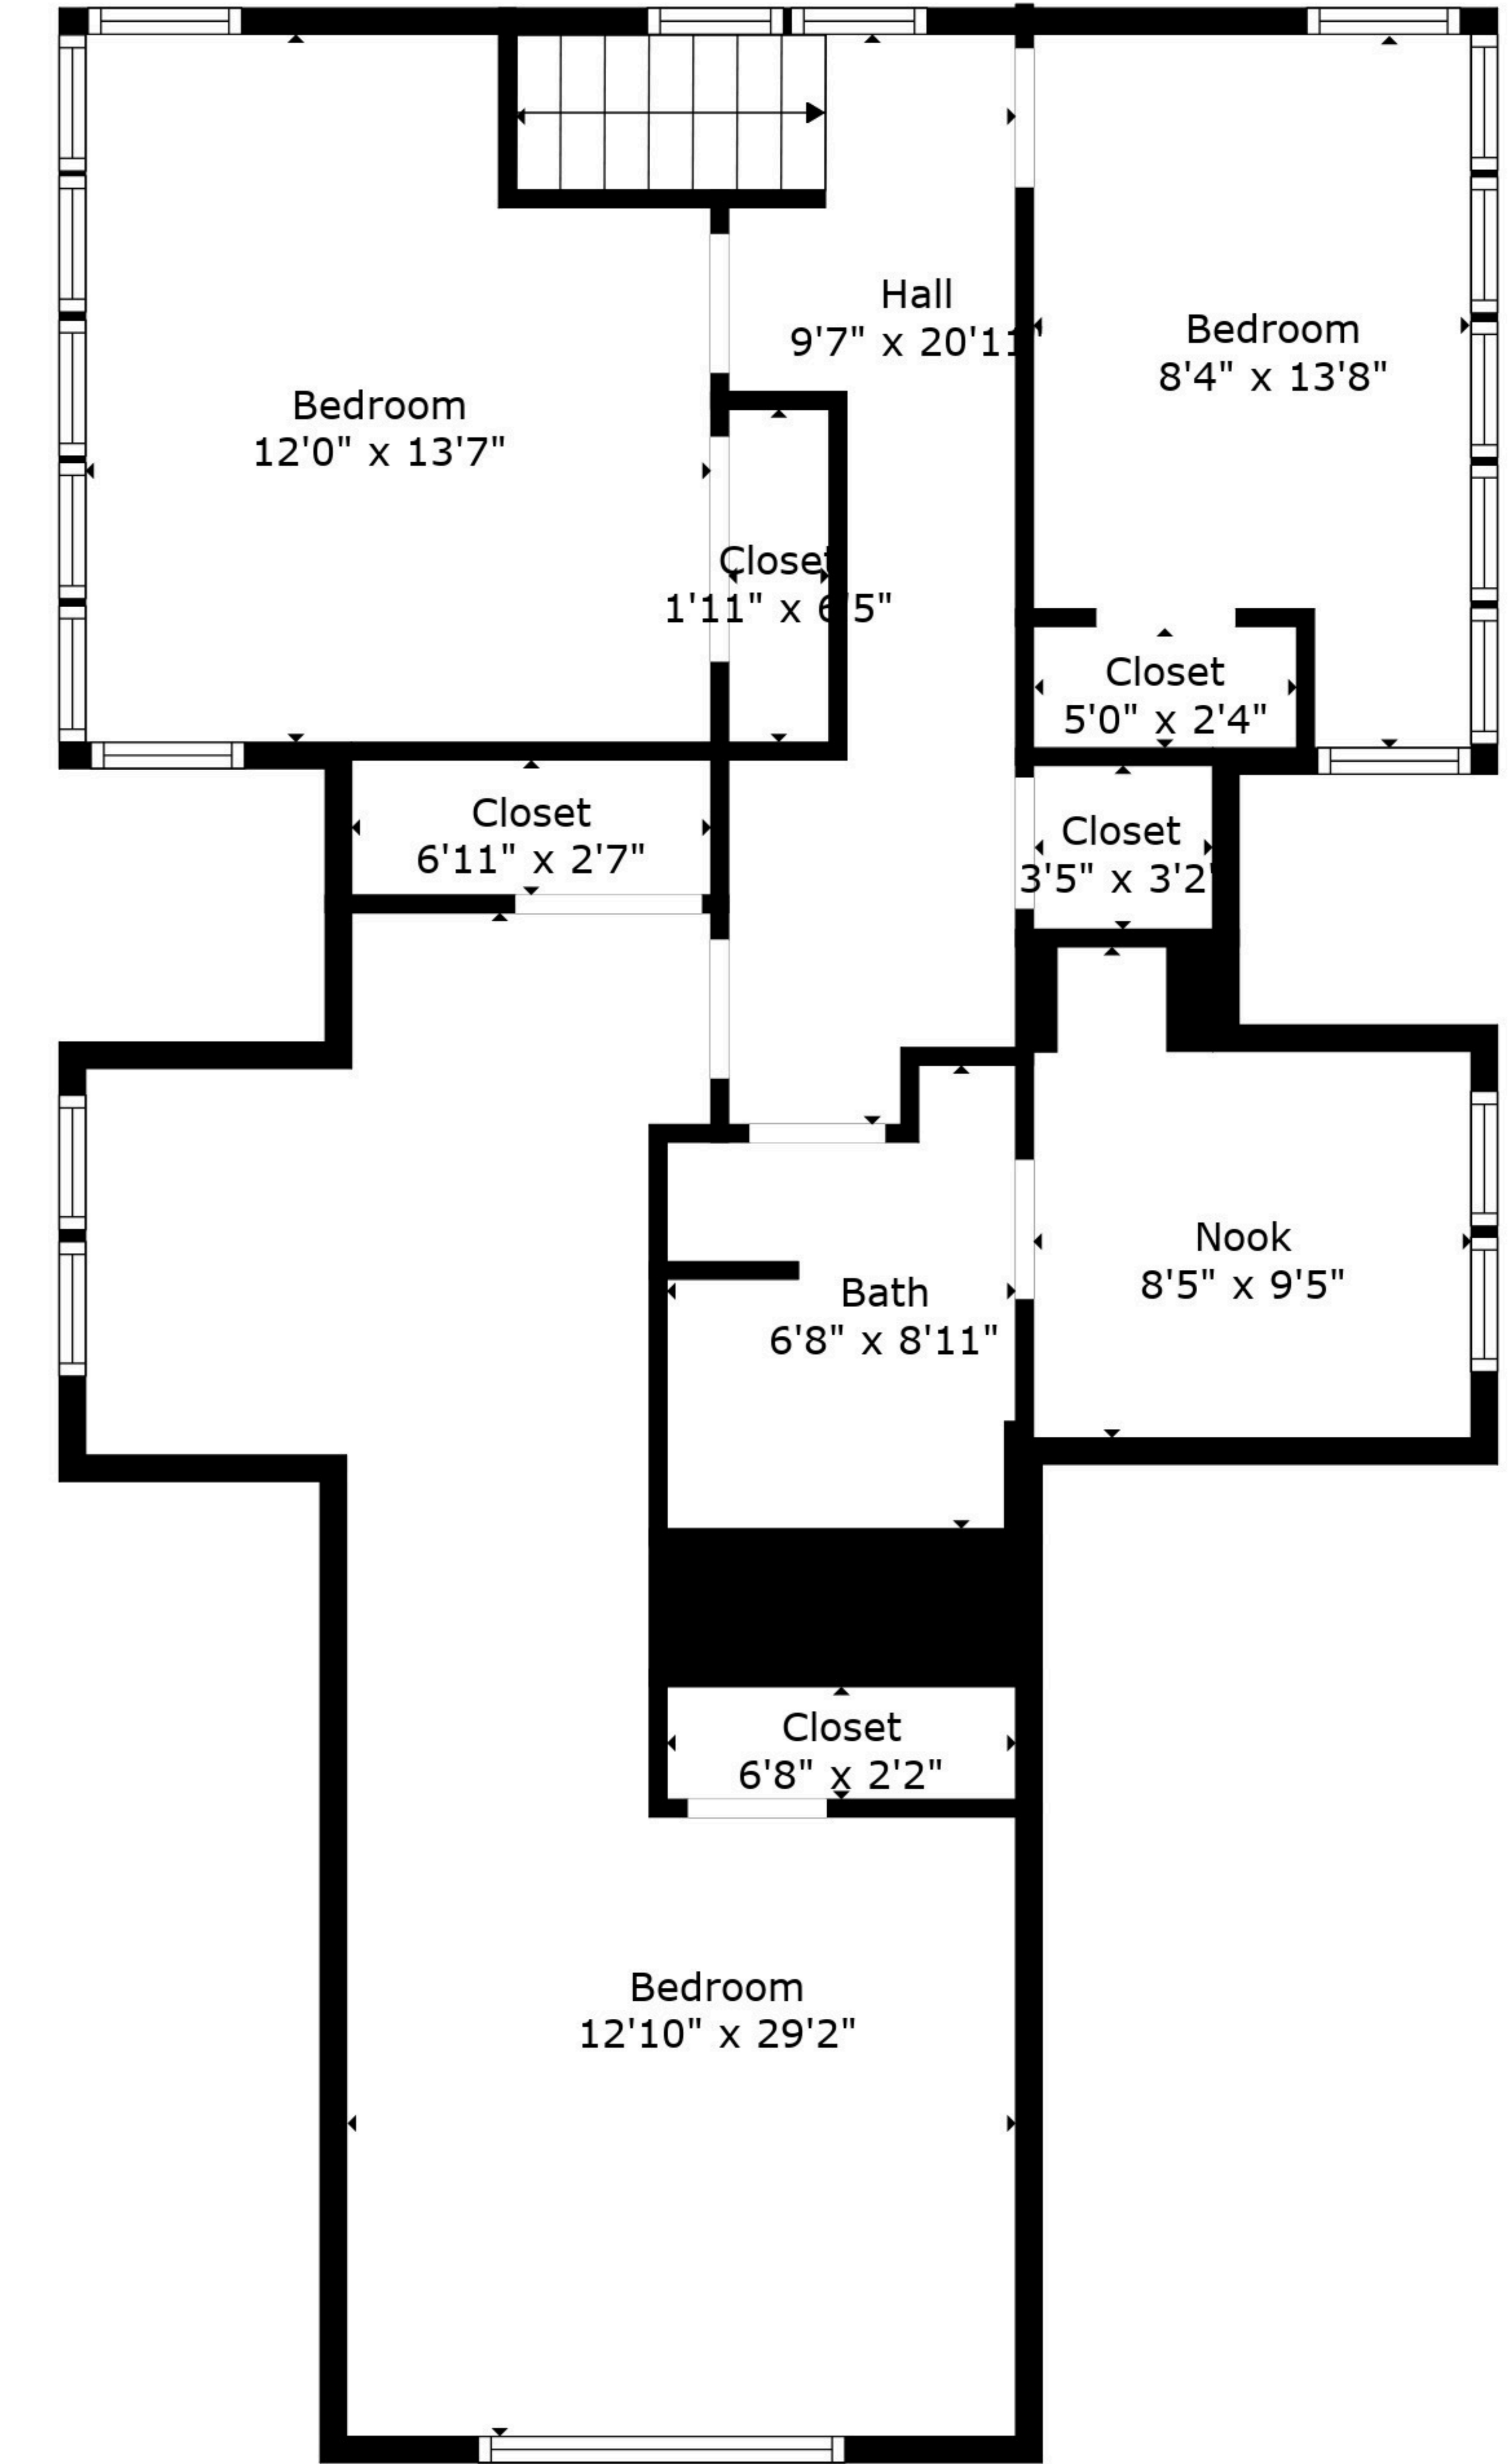 Hall
9'7" x 20'11"
Bedroom
8'4" x 13'8"
Bedroom
12'0" x 13'7"
Closet
1'11" x 6'5"
Closet
5'0" x 2'4"
Closet
6'11" x 2'7"
Closet
3'5" x 3'2"
Nook
8'5" x 9'5"
Bath
6'8" x 8'11"
Closet
6'8" x 2'2"
Bedroom
12'10" x 29'2"